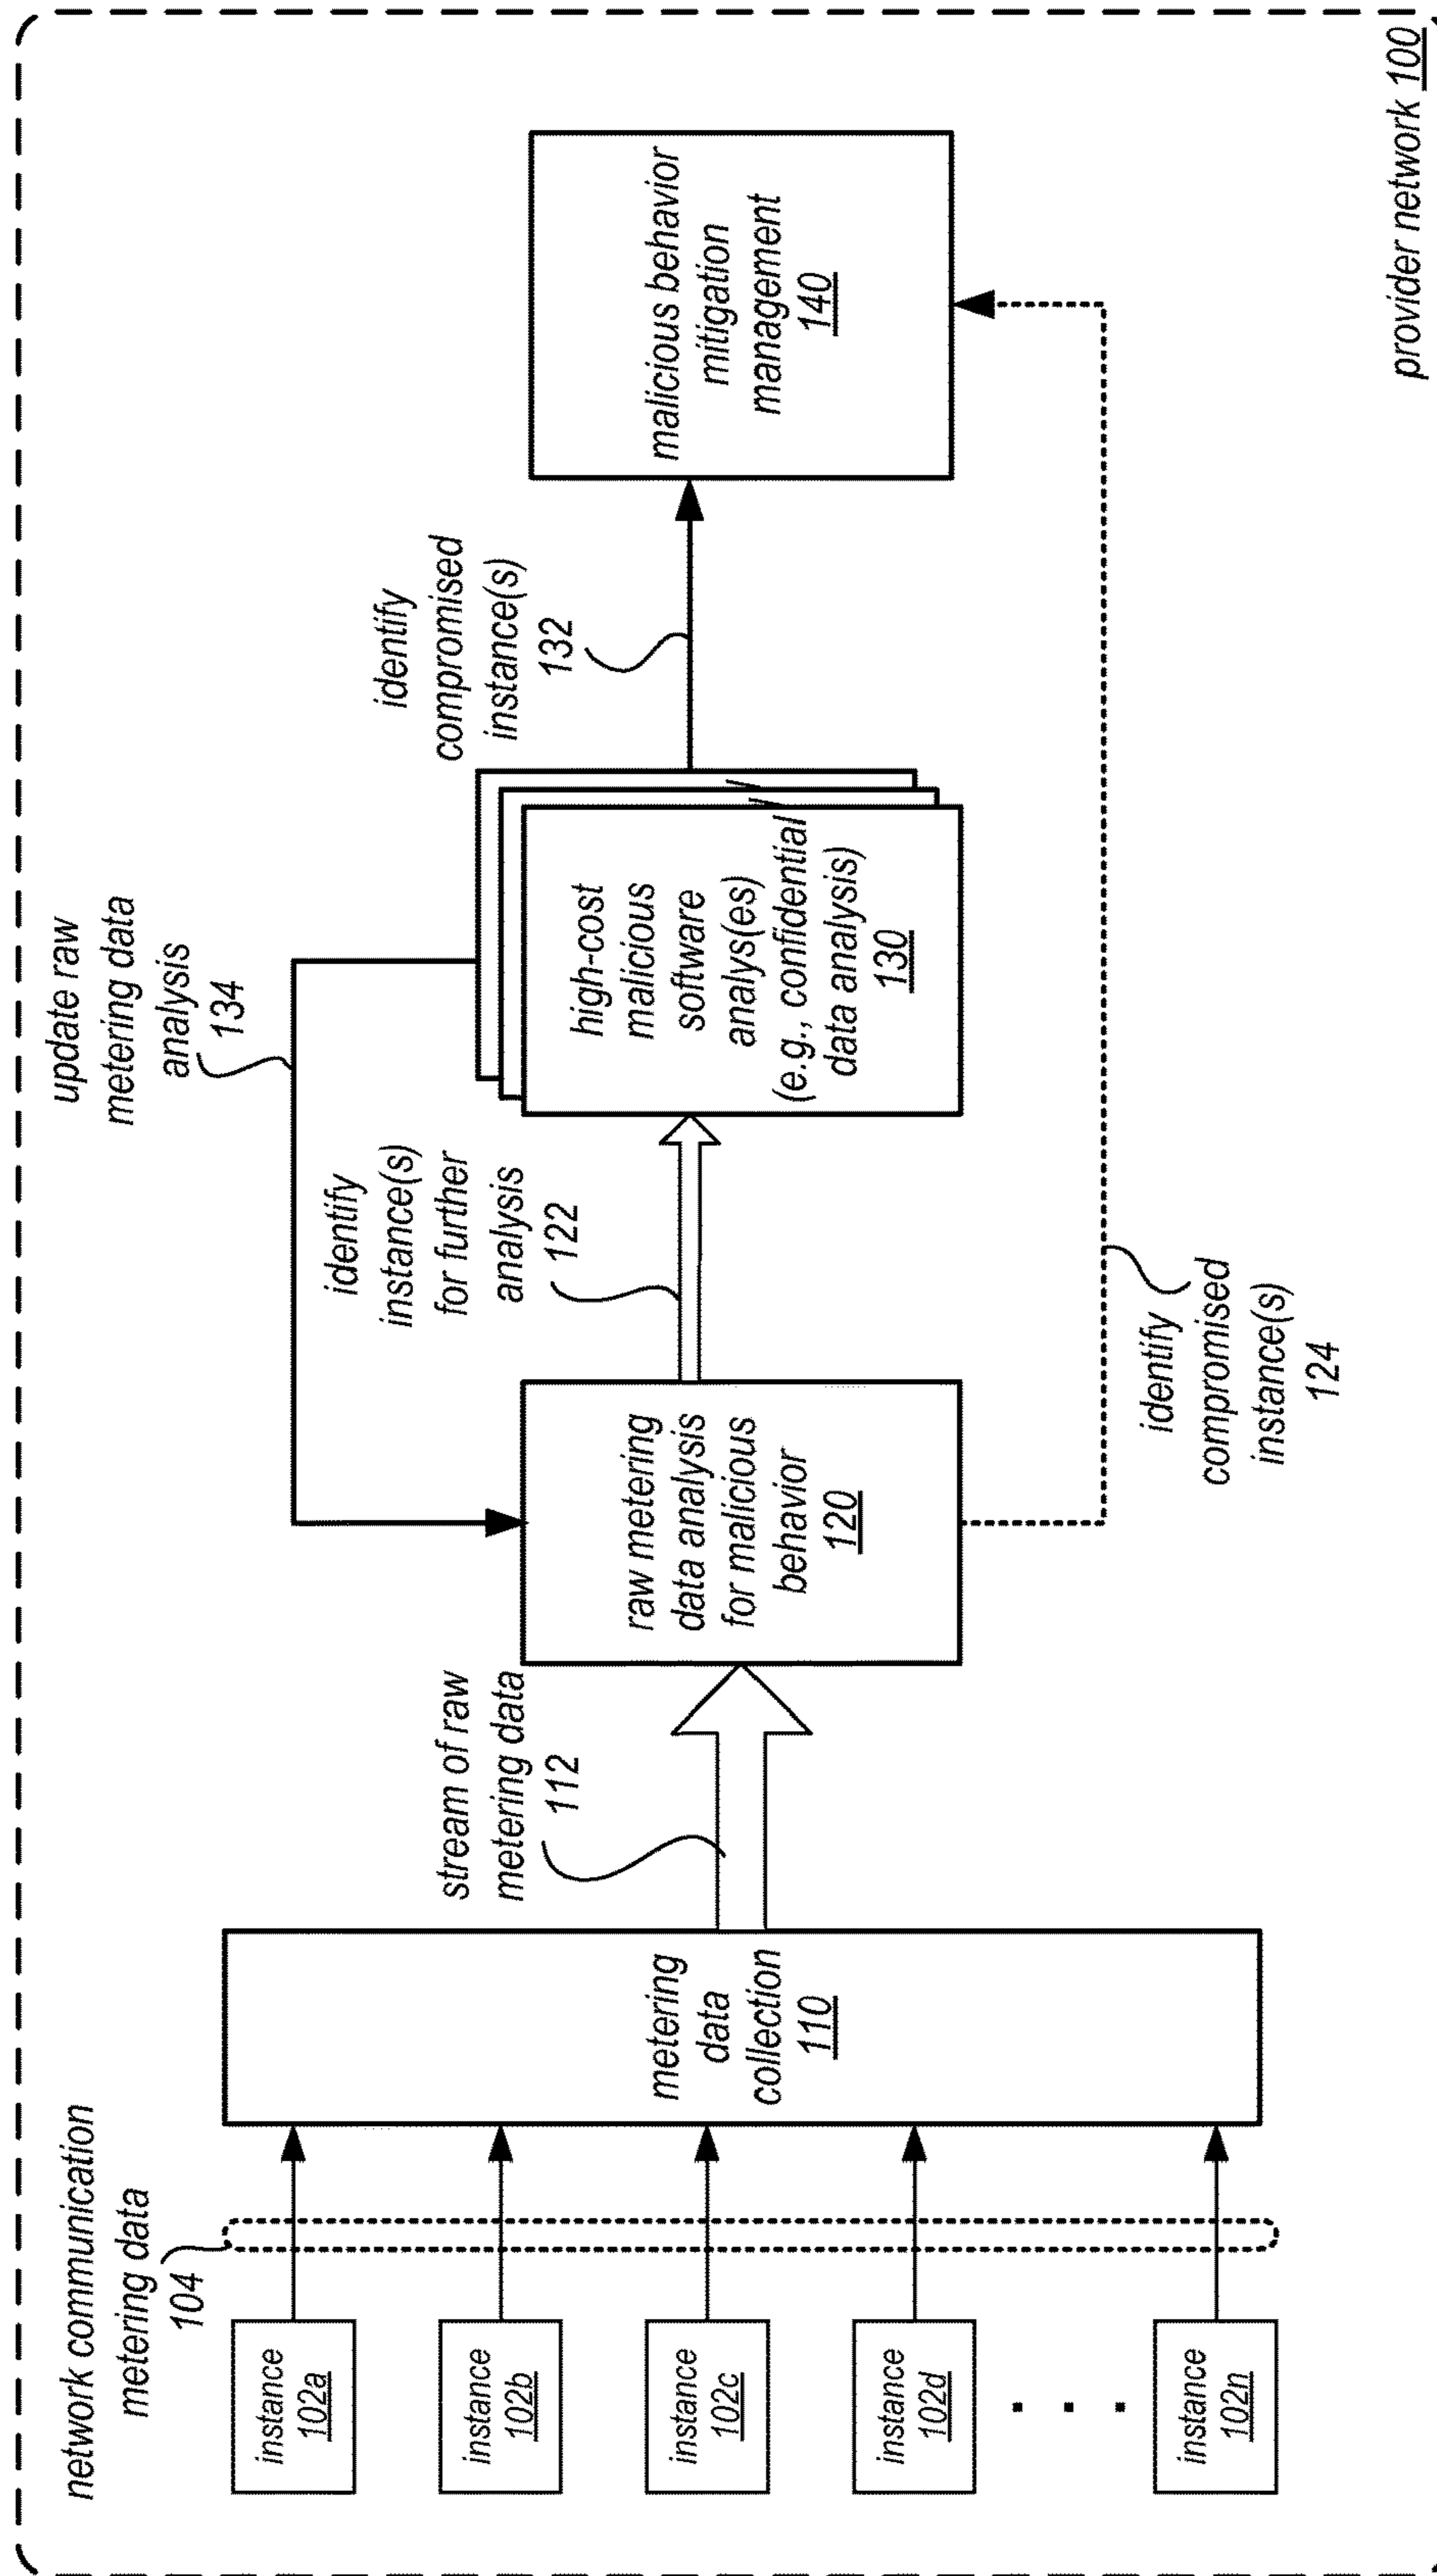 network communication
metering data
104
instance
102a
instance
102b
instance
102c
instance
102d
. . .
instance
102n
metering
data
collection
110
stream of raw
metering data
112
raw metering
data analysis
for malicious
behavior
120
update raw
metering data
analysis
134
identify
instance(s)
for further
analysis
122
high-cost
malicious
software
analys(es)
(e.g., confidential
data analysis)
130
identify
compromised
instance(s)
132
malicious behavior
mitigation
management
140
identify
compromised
instance(s)
124
provider network 100